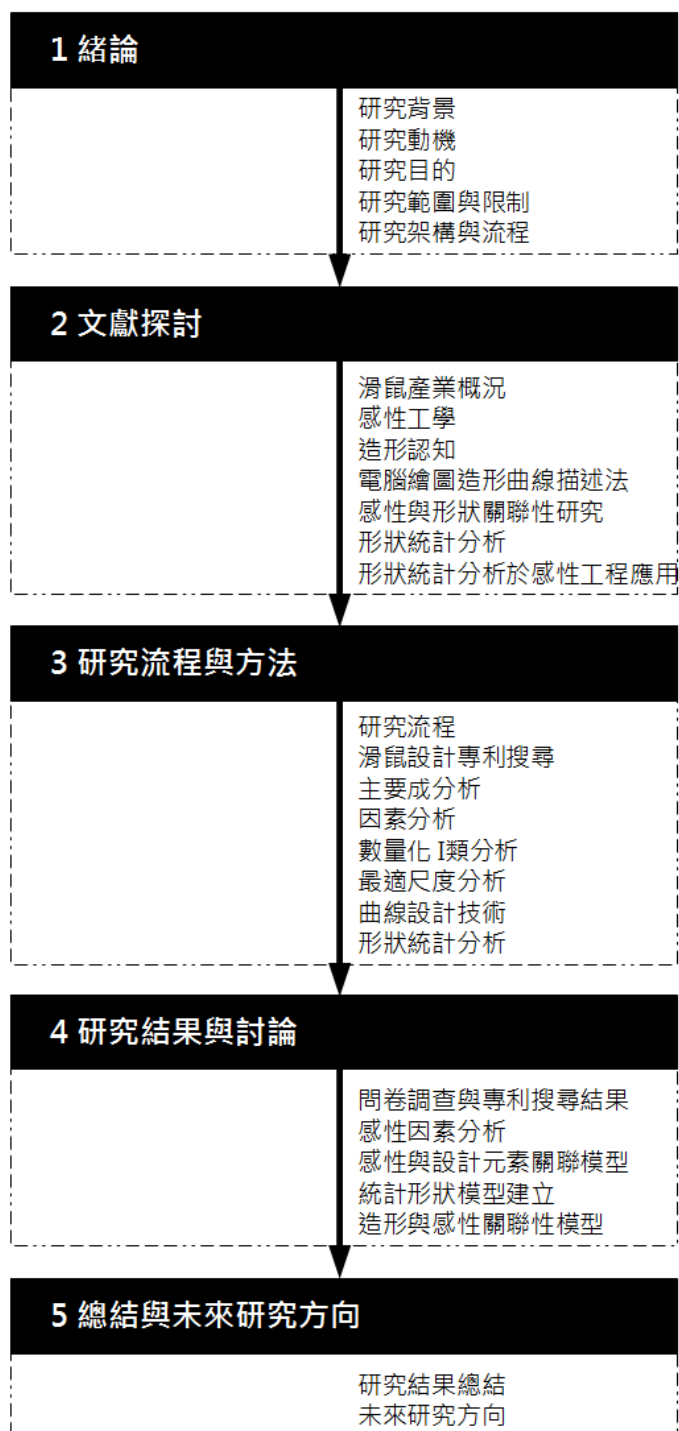 1 緒論
研究背景
研究動機
研究目的
研究範圍與限制
研究架構與流程
2 文獻探討
滑鼠產業概況
感性工學
造形認知
電腦繪圖造形曲線描述法
感性與形狀關聯性研究
形狀統計分析
形狀統計分析於感性工程應用
3 研究流程與方法
研究流程
滑鼠設計專利搜尋
主要成分析
因素分析
數量化 I類分析
最適尺度分析
曲線設計技術
形狀統計分析
4 研究結果與討論
問卷調查與專利搜尋結果
感性因素分析
感性與設計元素關聯模型
統計形狀模型建立
造形與感性關聯性模型
5 總結與未來研究方向
研究結果總結
未來研究方向